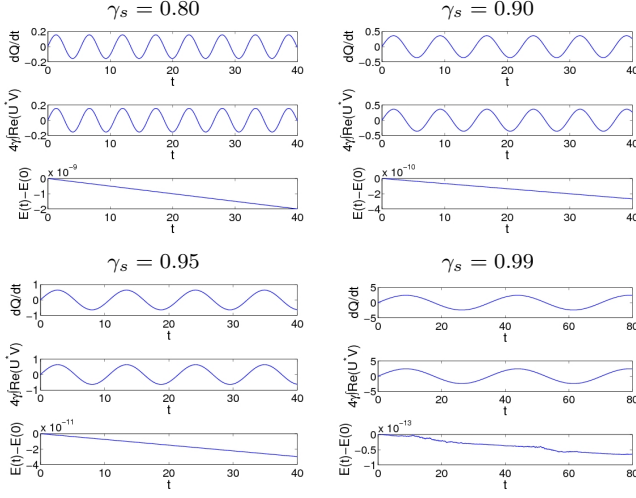 γ_s = 0.80
dQ/dt
0.2
0
−0.2
0 10 20 30 40
t
4γ∫Re(U*V)
0.2
0
−0.2
0 10 20 30 40
t
E(t)−E(0)
x 10^−9
0
−1
−2
0 10 20 30 40
t
γ_s = 0.90
dQ/dt
0.5
0
−0.5
0 10 20 30 40
t
4γ∫Re(U*V)
0.5
0
−0.5
0 10 20 30 40
t
E(t)−E(0)
x 10^−10
0
−2
−4
0 10 20 30 40
t
γ_s = 0.95
dQ/dt
1
0
−1
0 10 20 30 40
t
4γ∫Re(U*V)
1
0
−1
0 10 20 30 40
t
E(t)−E(0)
x 10^−11
0
−2
−4
0 10 20 30 40
t
γ_s = 0.99
dQ/dt
5
0
−5
0 20 40 60 80
t
4γ∫Re(U*V)
5
0
−5
0 20 40 60 80
t
E(t)−E(0)
x 10^−13
0
−0.5
−1
0 20 40 60 80
t